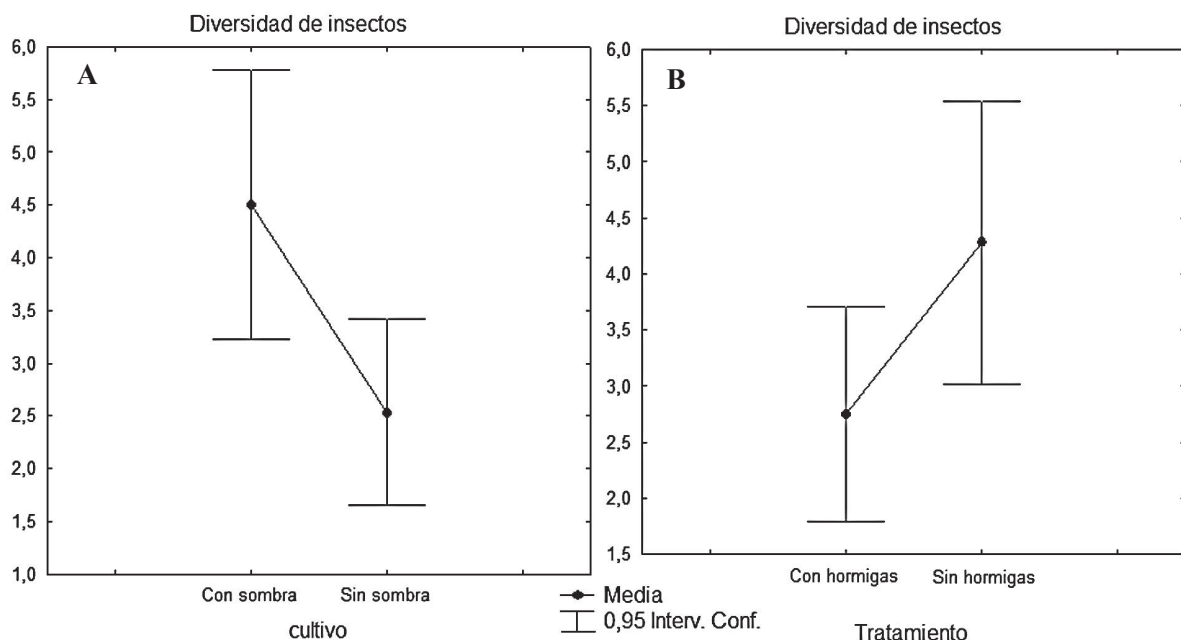 Diversidad de insectos
A
6,0
5,5
5,0
4,5
4,0
3,5
3,0
2,5
2,0
1,5
1,0
Con sombra Sin sombra
cultivo
Diversidad de insectos
B
6,0
5,5
5,0
4,5
4,0
3,5
3,0
2,5
2,0
1,5
Con hormigas Sin hormigas
Tratamiento
Media
0,95 Interv. Conf.